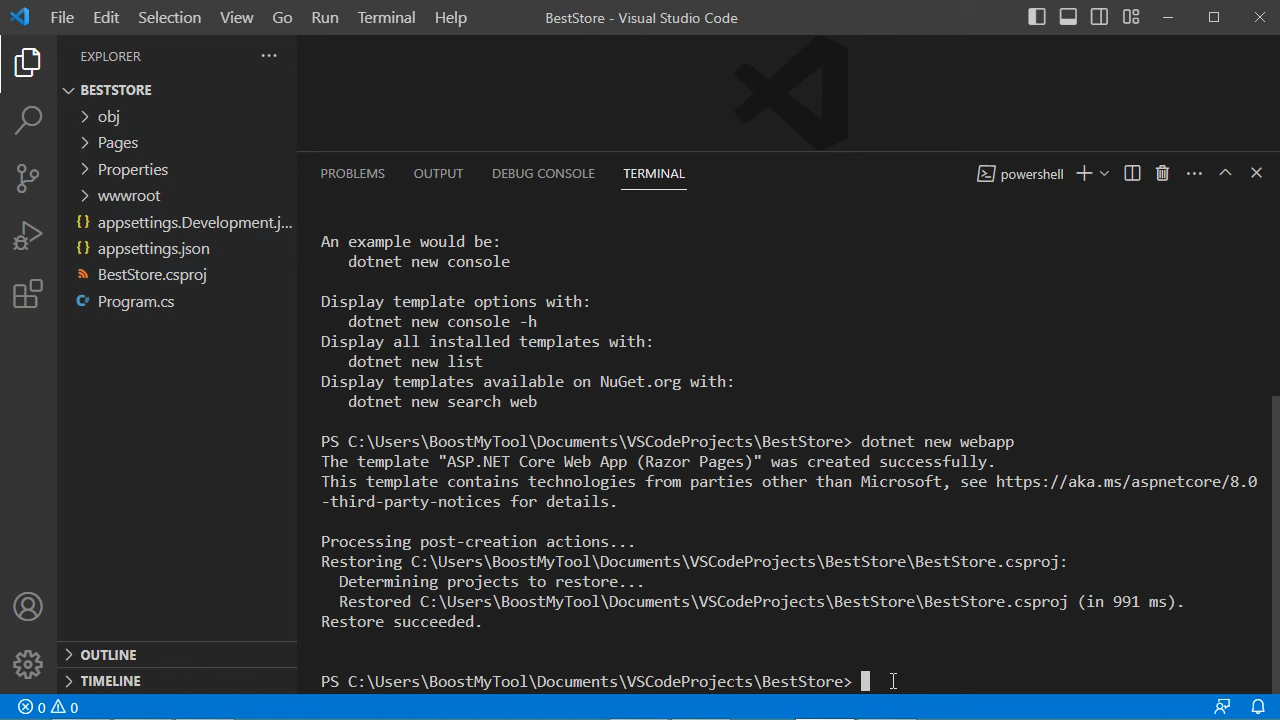 File Edit Selection View Go Run Terminal Help BestStore - Visual Studio Code
EXPLORER
BESTSTORE
obj
Pages
Properties
wwwroot
appsettings.Development.j...
appsettings.json
BestStore.csproj
Program.cs
OUTLINE
TIMELINE
PROBLEMS OUTPUT DEBUG CONSOLE TERMINAL powershell
An example would be:
dotnet new console
Display template options with:
dotnet new console -h
Display all installed templates with:
dotnet new list
Display templates available on NuGet.org with:
dotnet new search web
PS C:\Users\BoostMyTool\Documents\VSCodeProjects\BestStore> dotnet new webapp
The template "ASP.NET Core Web App (Razor Pages)" was created successfully.
This template contains technologies from parties other than Microsoft, see https://aka.ms/aspnetcore/8.0
-third-party-notices for details.
Processing post-creation actions...
Restoring C:\Users\BoostMyTool\Documents\VSCodeProjects\BestStore\BestStore.csproj:
Determining projects to restore...
Restored C:\Users\BoostMyTool\Documents\VSCodeProjects\BestStore\BestStore.csproj (in 991 ms).
Restore succeeded.
PS C:\Users\BoostMyTool\Documents\VSCodeProjects\BestStore>
0 0